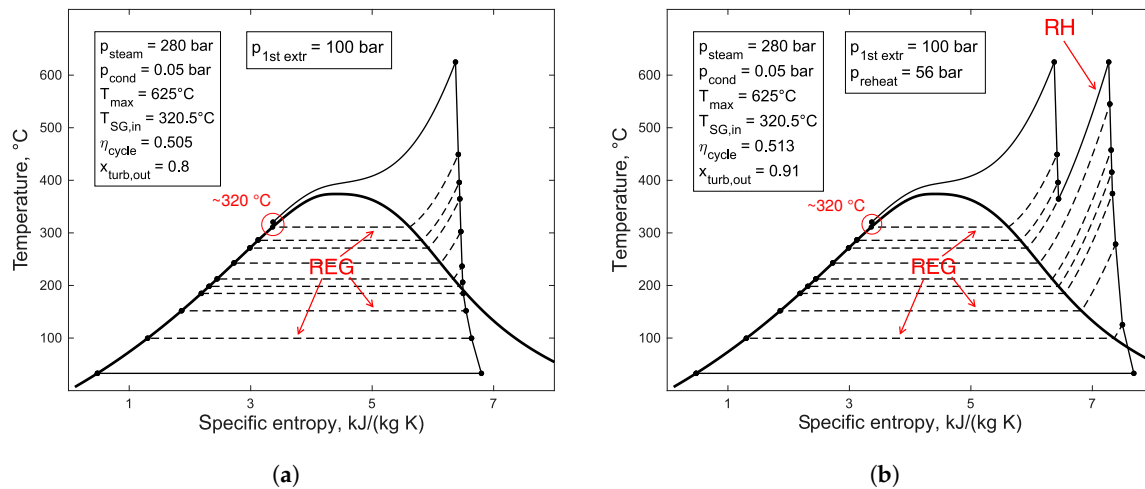 p_steam = 280 bar
p_cond = 0.05 bar
T_max = 625°C
T_SG,in = 320.5°C
η_cycle = 0.505
x_turb,out = 0.8
p_1st extr = 100 bar
~320 °C
REG
600
500
400
300
200
100
Temperature, °C
1
3
5
7
Specific entropy, kJ/(kg K)
(a)
p_steam = 280 bar
p_cond = 0.05 bar
T_max = 625°C
T_SG,in = 320.5°C
η_cycle = 0.513
x_turb,out = 0.91
p_1st extr = 100 bar
p_reheat = 56 bar
RH
~320 °C
REG
600
500
400
300
200
100
Temperature, °C
1
3
5
7
Specific entropy, kJ/(kg K)
(b)